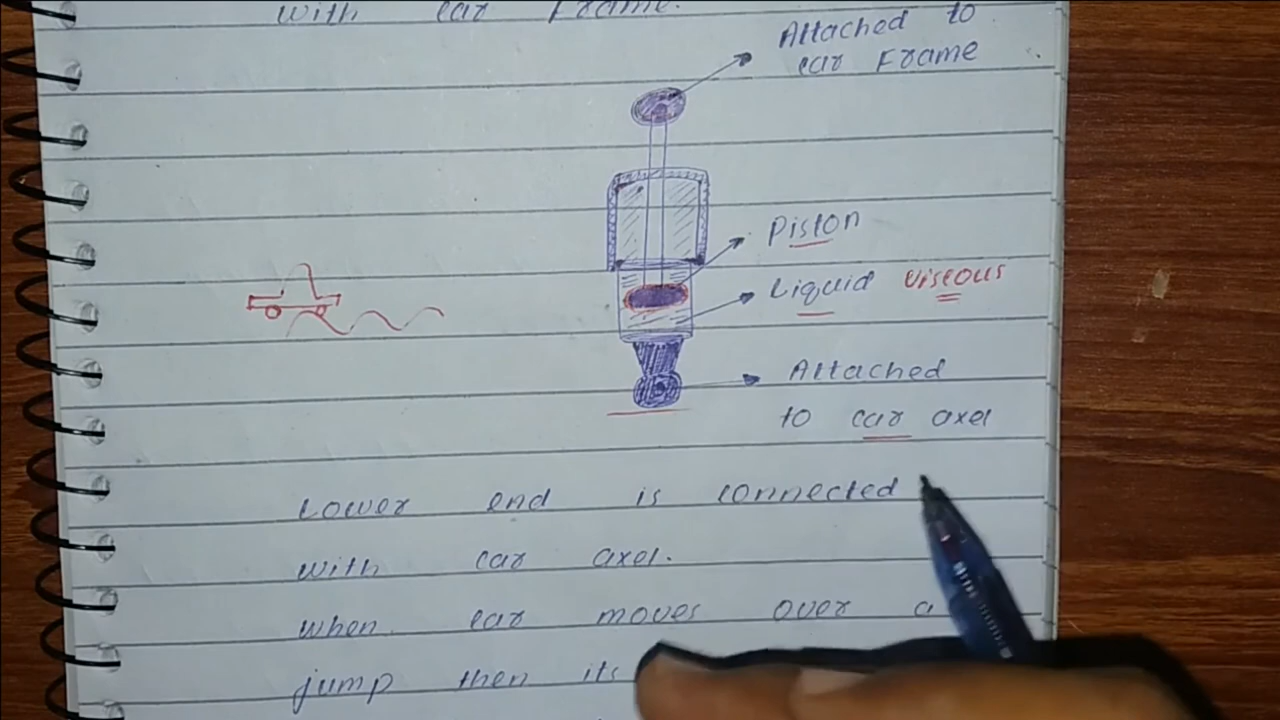 with car Frame.
Attached to
car Frame
Piston
Liquid viscous
Attached
to car axel
Lower end is connected
with car axel.
when car moves over a
jump then its